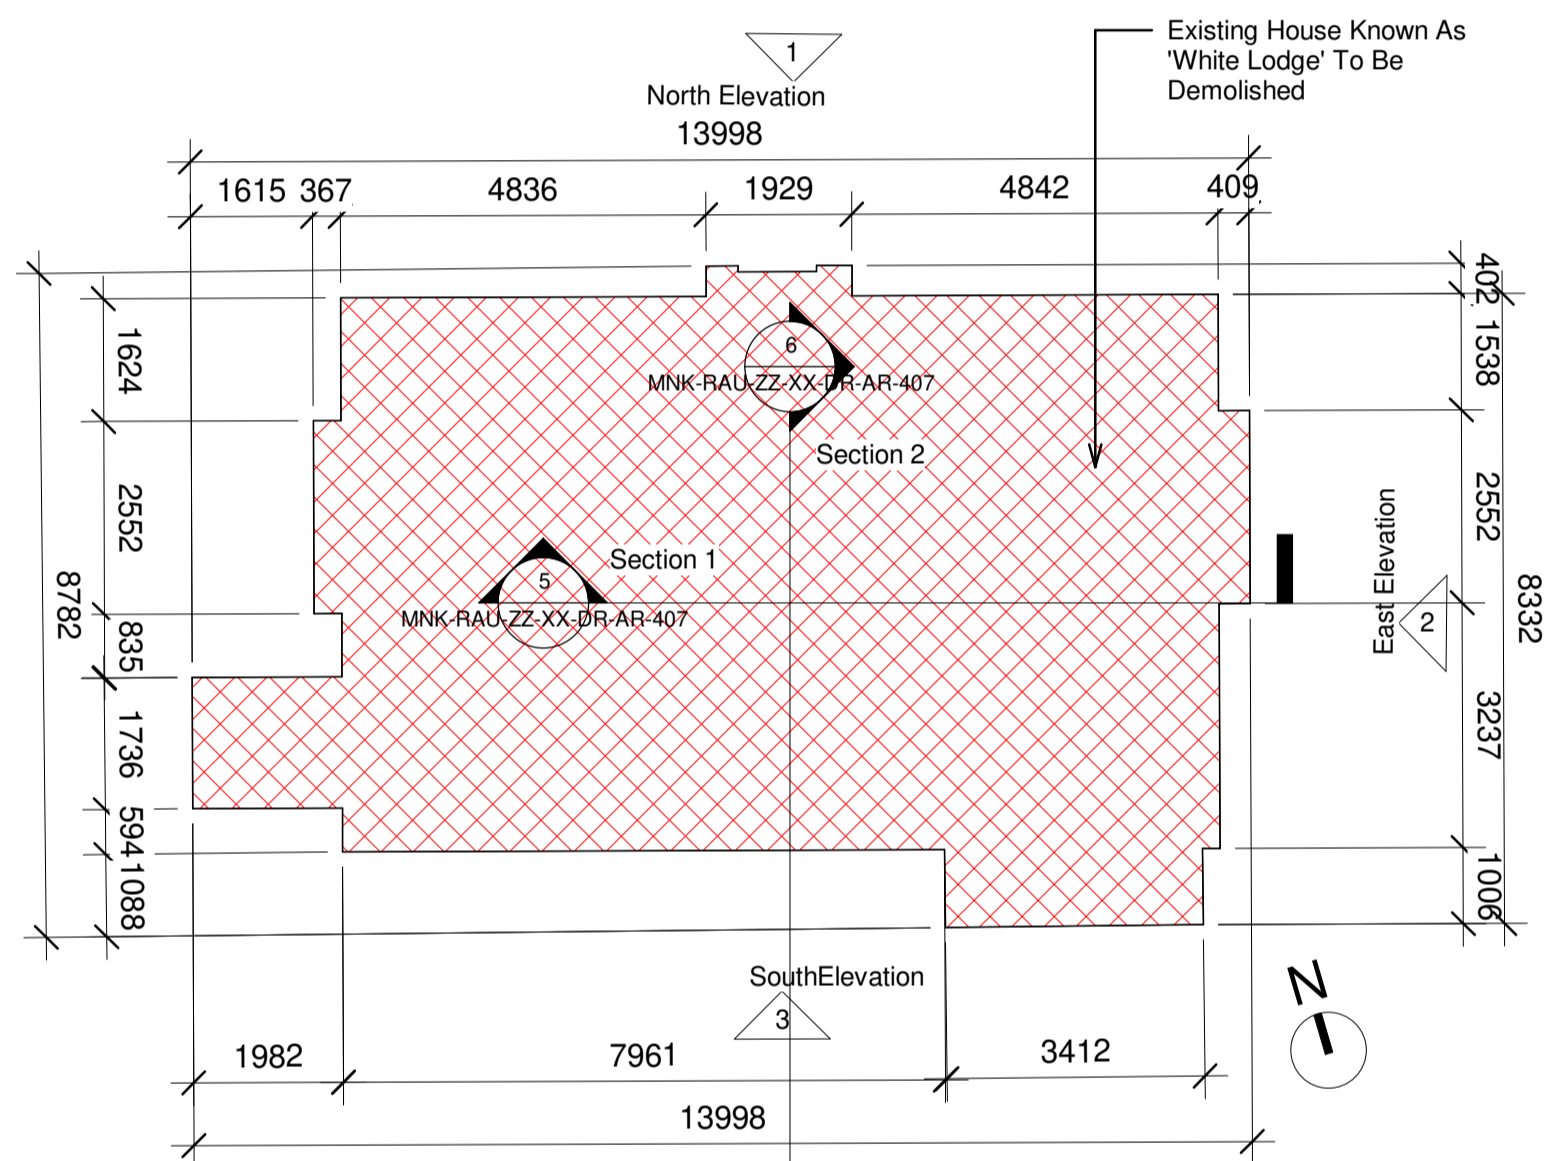 Existing House Known As
'White Lodge' To Be
Demolished
1
North Elevation
13998
1615 367 4836 1929 4842 409
402
1538
2552
3237
1006
8332
East Elevation
2
1624
2552
835
1736
594
1088
8782
6
MNK-RAU-ZZ-XX-DR-AR-407
Section 2
Section 1
5
MNK-RAU-ZZ-XX-DR-AR-407
SouthElevation
3
N
1982 7961 3412
13998